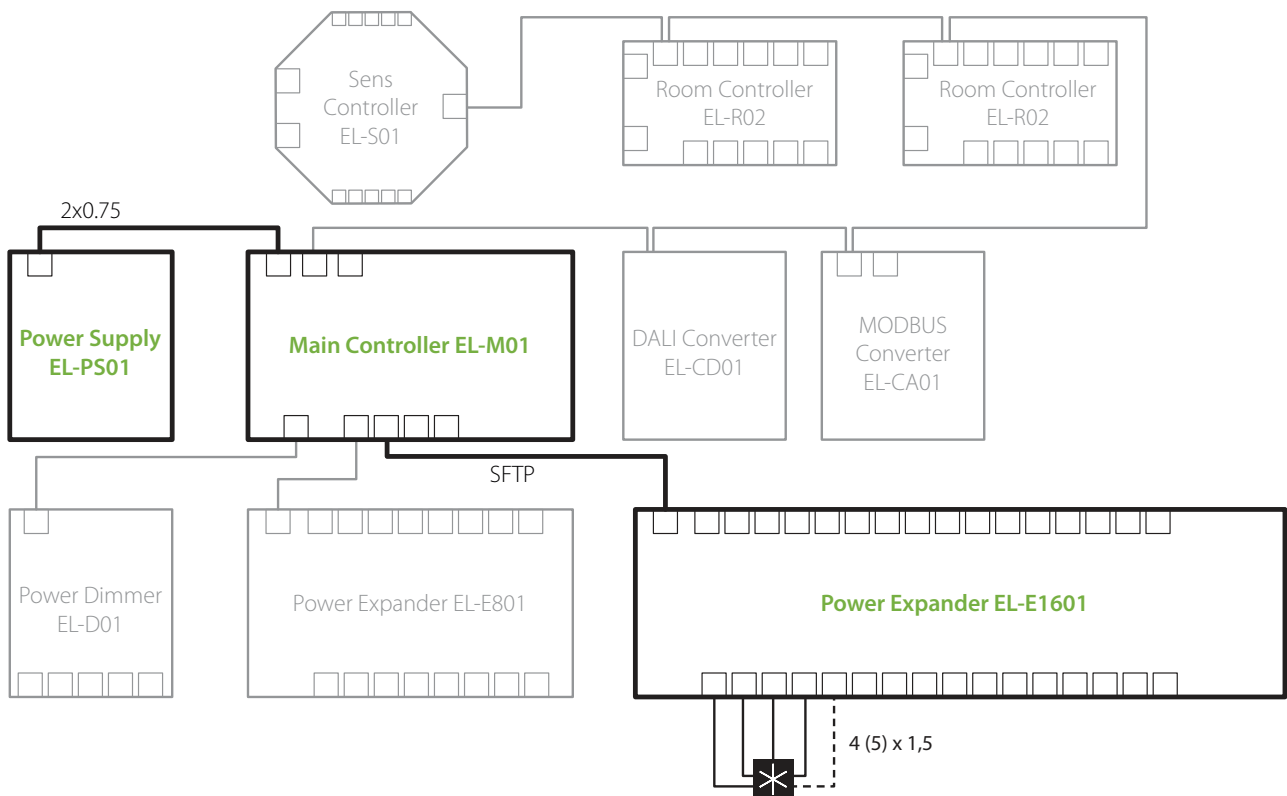 Sens
Controller
EL-S01
Room Controller
EL-R02
Room Controller
EL-R02
2x0.75
Power Supply
EL-PS01
Main Controller EL-M01
DALI Converter
EL-CD01
MODBUS
Converter
EL-CA01
SFTP
Power Dimmer
EL-D01
Power Expander EL-E801
Power Expander EL-E1601
4 (5) x 1,5